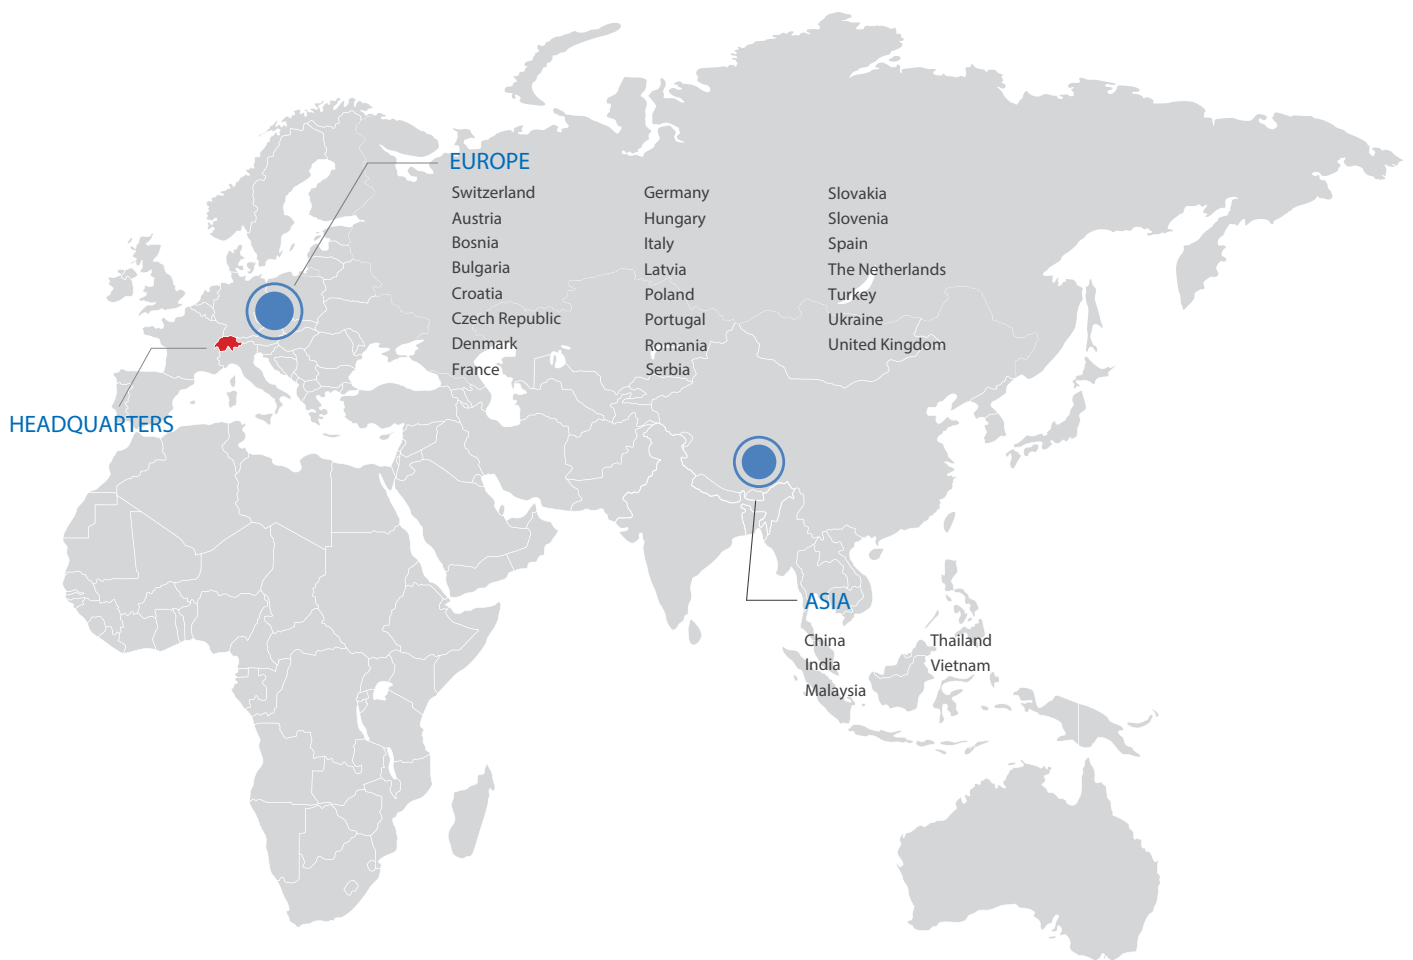 EUROPE
Switzerland
Austria
Bosnia
Bulgaria
Croatia
Czech Republic
Denmark
France
Germany
Hungary
Italy
Latvia
Poland
Portugal
Romania
Serbia
Slovakia
Slovenia
Spain
The Netherlands
Turkey
Ukraine
United Kingdom
HEADQUARTERS
ASIA
China
India
Malaysia
Thailand
Vietnam